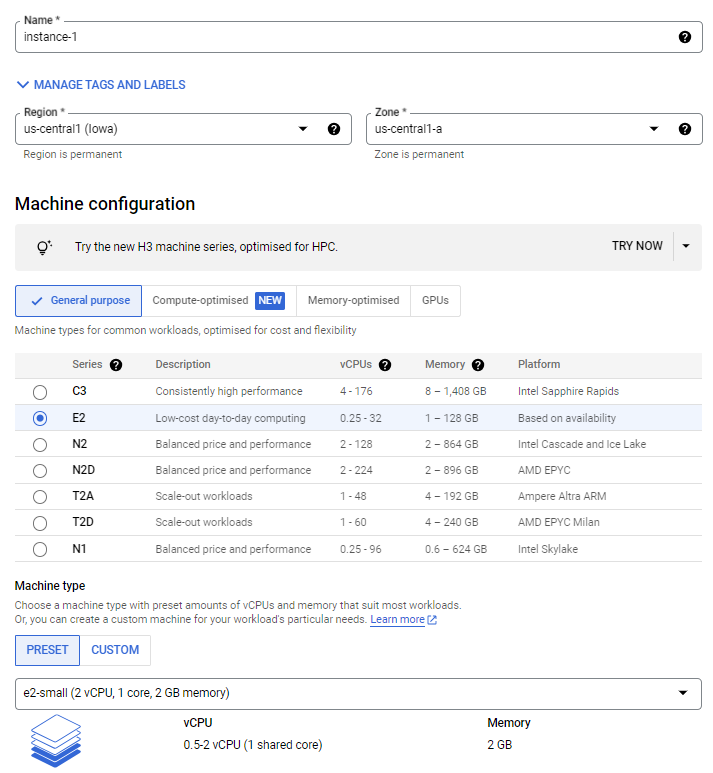 Name *
instance-1
MANAGE TAGS AND LABELS
Region * Zone *
us-central1 (Iowa) us-central1-a
Region is permanent Zone is permanent
Machine configuration
Try the new H3 machine series, optimised for HPC. TRY NOW
General purpose Compute-optimised NEW Memory-optimised GPUs
Machine types for common workloads, optimised for cost and flexibility
Series Description vCPUs Memory Platform
C3 Consistently high performance 4 - 176 8 – 1,408 GB Intel Sapphire Rapids
E2 Low-cost day-to-day computing 0.25 - 32 1 – 128 GB Based on availability
N2 Balanced price and performance 2 - 128 2 – 864 GB Intel Cascade and Ice Lake
N2D Balanced price and performance 2 - 224 2 – 896 GB AMD EPYC
T2A Scale-out workloads 1 - 48 4 – 192 GB Ampere Altra ARM
T2D Scale-out workloads 1 - 60 4 – 240 GB AMD EPYC Milan
N1 Balanced price and performance 0.25 - 96 0.6 – 624 GB Intel Skylake
Machine type
Choose a machine type with preset amounts of vCPUs and memory that suit most workloads.
Or, you can create a custom machine for your workload's particular needs. Learn more
PRESET CUSTOM
e2-small (2 vCPU, 1 core, 2 GB memory)
vCPU Memory
0.5-2 vCPU (1 shared core) 2 GB